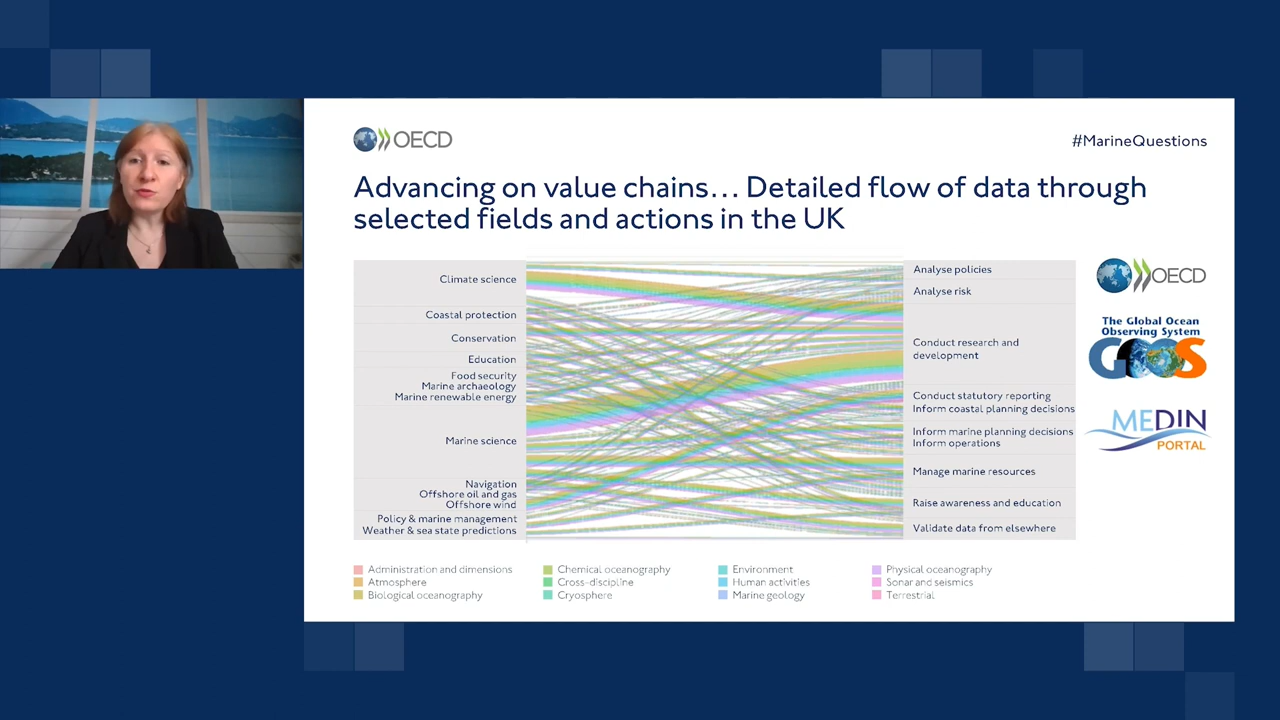 OECD
#MarineQuestions
Advancing on value chains… Detailed flow of data through
selected fields and actions in the UK
Climate science
Coastal protection
Conservation
Education
Food security
Marine archaeology
Marine renewable energy
Marine science
Navigation
Offshore oil and gas
Offshore wind
Policy & marine management
Weather & sea state predictions
Analyse policies
Analyse risk
Conduct research and
development
Conduct statutory reporting
Inform coastal planning decisions
Inform marine planning decisions
Inform operations
Manage marine resources
Raise awareness and education
Validate data from elsewhere
OECD
The Global Ocean
Observing System
GOOS
MEDIN
PORTAL
Administration and dimensions
Atmosphere
Biological oceanography
Chemical oceanography
Cross-discipline
Cryosphere
Environment
Human activities
Marine geology
Physical oceanography
Sonar and seismics
Terrestrial